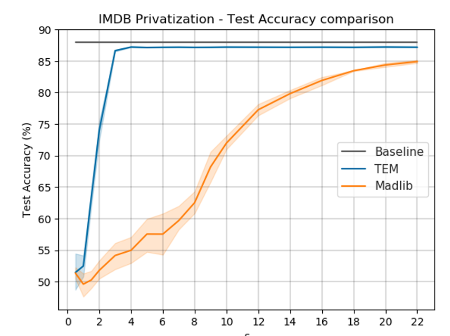 IMDB Privatization - Test Accuracy comparison
90
85
80
75
70
65
60
55
50
Test Accuracy (%)
Baseline
TEM
Madlib
0 2 4 6 8 10 12 14 16 18 20 22